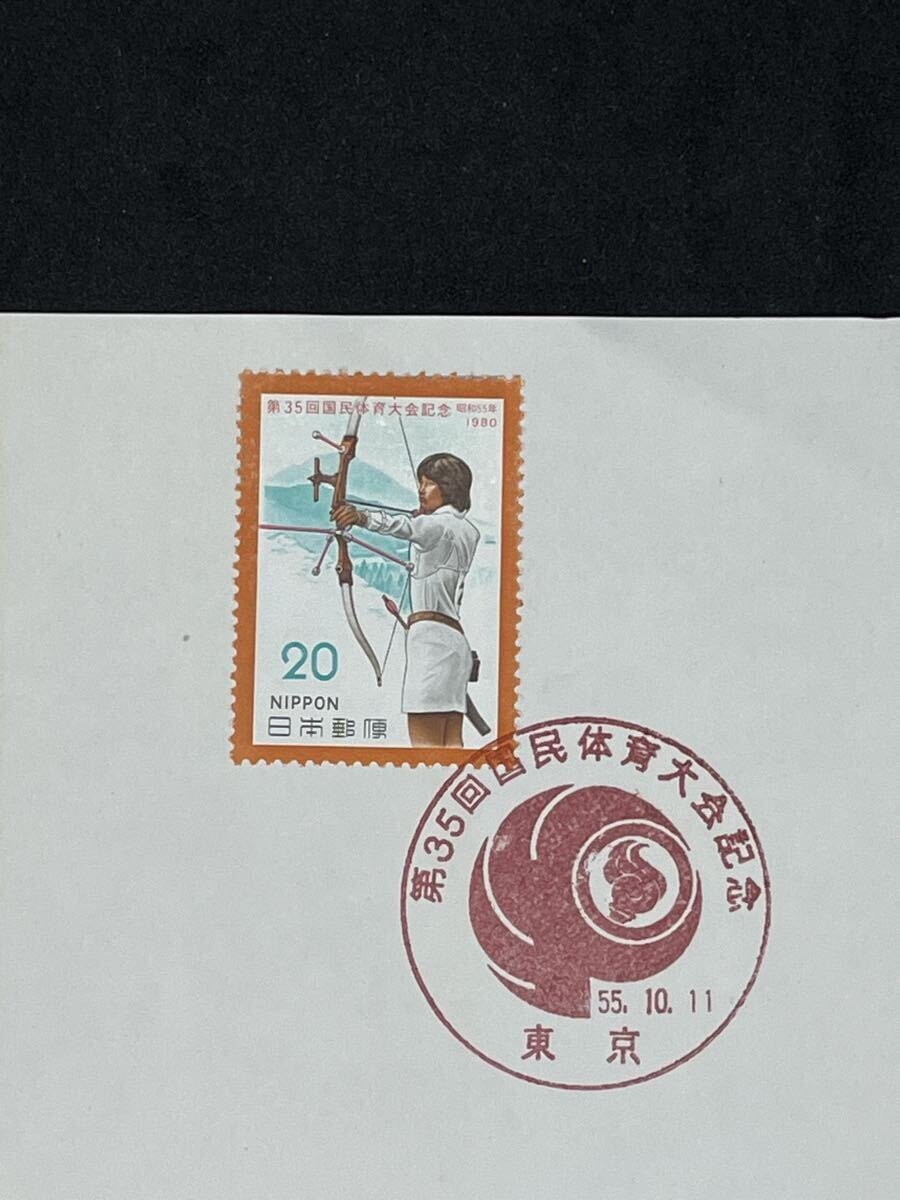 第35回国民体育大会記念 昭和55年
1980
20
NIPPON
日本郵便
第35回国民体育大会記念
55. 10. 11
東京